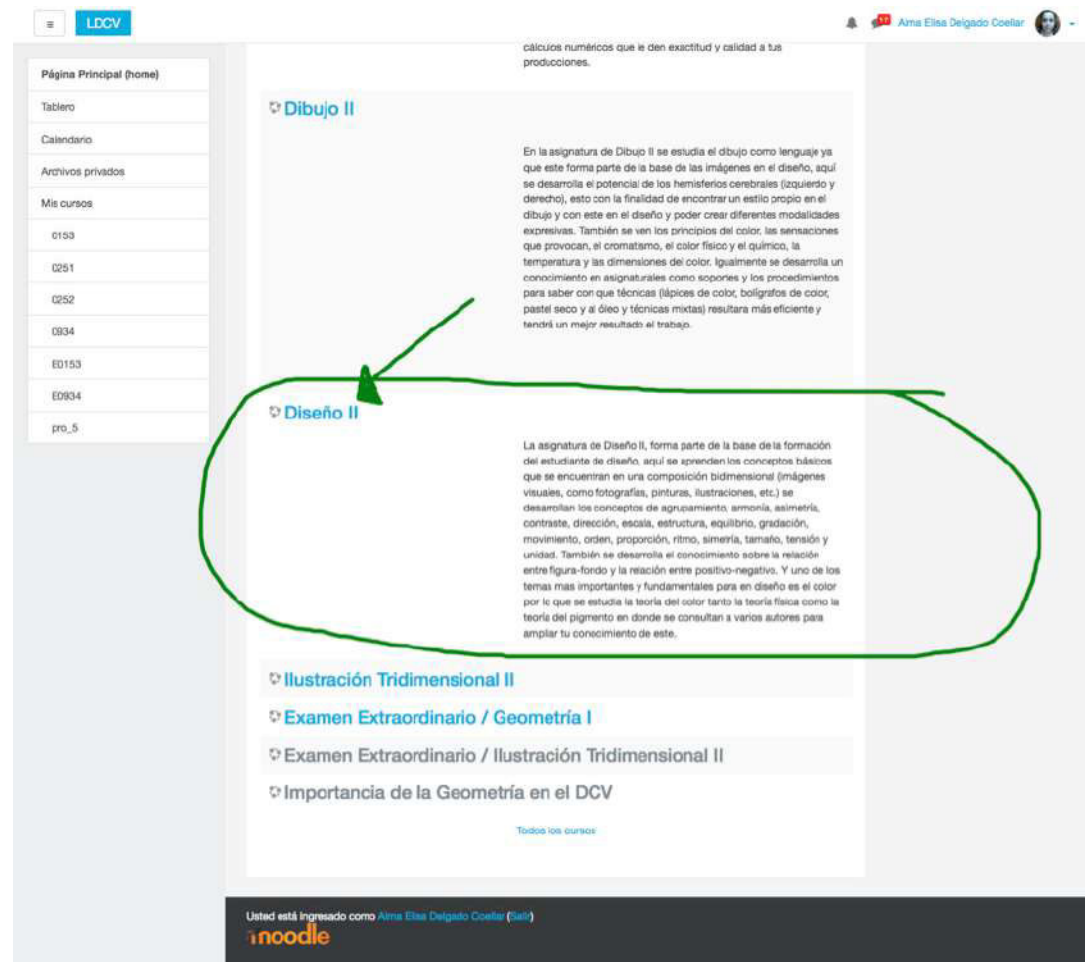 ≡ LDCV
17 Alma Elisa Delgado Coellar
Página Principal (home)
Tablero
Calendario
Archivos privados
Mis cursos
0153
0251
0252
0934
E0153
E0934
pro_5
cálculos numéricos que le den exactitud y calidad a tus
producciones.
Dibujo II
En la asignatura de Dibujo II se estudia el dibujo como lenguaje ya
que este forma parte de la base de las imágenes en el diseño, aquí
se desarrolla el potencial de los hemisferios cerebrales (izquierdo y
derecho), esto con la finalidad de encontrar un estilo propio en el
dibujo y con este en el diseño y poder crear diferentes modalidades
expresivas. También se ven los principios del color, las sensaciones
que provocan, el cromatismo, el color físico y el químico, la
temperatura y las dimensiones del color. Igualmente se desarrolla un
conocimiento en asignaturales como soportes y los procedimientos
para saber con que técnicas (lápices de color, bolígrafos de color,
pastel seco y al óleo y técnicas mixtas) resultara más eficiente y
tendrá un mejor resultado el trabajo.
Diseño II
La asignatura de Diseño II, forma parte de la base de la formación
del estudiante de diseño, aquí se aprenden los conceptos básicos
que se encuentran en una composición bidimensional (imágenes
visuales, como fotografías, pinturas, ilustraciones, etc.) se
desarrollan los conceptos de agrupamiento, armonía, asimetría,
contraste, dirección, escala, estructura, equilibrio, gradación,
movimiento, orden, proporción, ritmo, simetría, tamaño, tensión y
unidad. También se desarrolla el conocimiento sobre la relación
entre figura-fondo y la relación entre positivo-negativo. Y uno de los
temas mas importantes y fundamentales para en diseño es el color
por lo que se estudia la teoría del color tanto la teoría física como la
teoría del pigmento en donde se consultan a varios autores para
ampliar tu conocimiento de este.
Ilustración Tridimensional II
Examen Extraordinario / Geometría I
Examen Extraordinario / Ilustración Tridimensional II
Importancia de la Geometría en el DCV
Todos los cursos
Usted está ingresado como Alma Elisa Delgado Coellar (Salir)
moodle